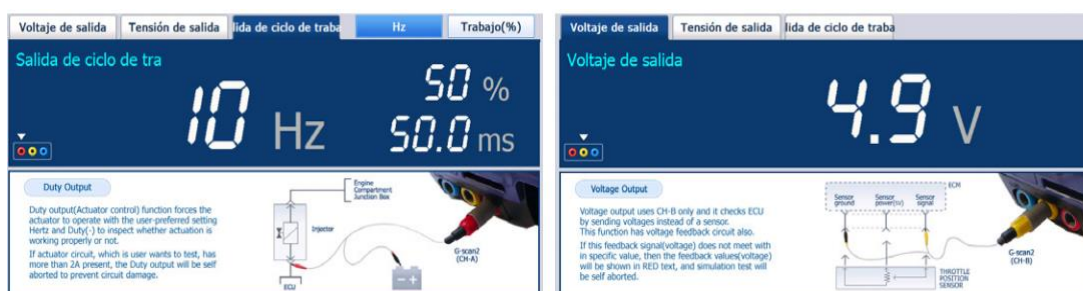 Voltaje de salida
Tensión de salida
lida de ciclo de traba
Hz
Trabajo(%)
Salida de ciclo de tra
10 Hz
50 %
50.0 ms
Duty Output
Duty output(Actuator control) function forces the
actuator to operate with the user-preferred setting
Hertz and Duty(-) to inspect whether actuation is
working properly or not.
If actuator circuit, which is user wants to test, has
more than 2A present, the Duty output will be self
aborted to prevent circuit damage.
Engine
Compartment
Junction Box
Injector
ECU
G-scan2
(CH-A)
Voltaje de salida
Tensión de salida
lida de ciclo de traba
Voltaje de salida
4.9 V
Voltage Output
Voltage output uses CH-B only and it checks ECU
by sending voltages instead of a sensor.
This function has voltage feedback circuit also.
If this feedback signal(voltage) does not meet with
in specific value, then the feedback values(voltage)
will be shown in RED text, and simulation test will
be self aborted.
ECM
Sensor
ground
Sensor
power(5V)
Sensor
signal
G-scan2
(CH-B)
THROTTLE
POSITION
SENSOR